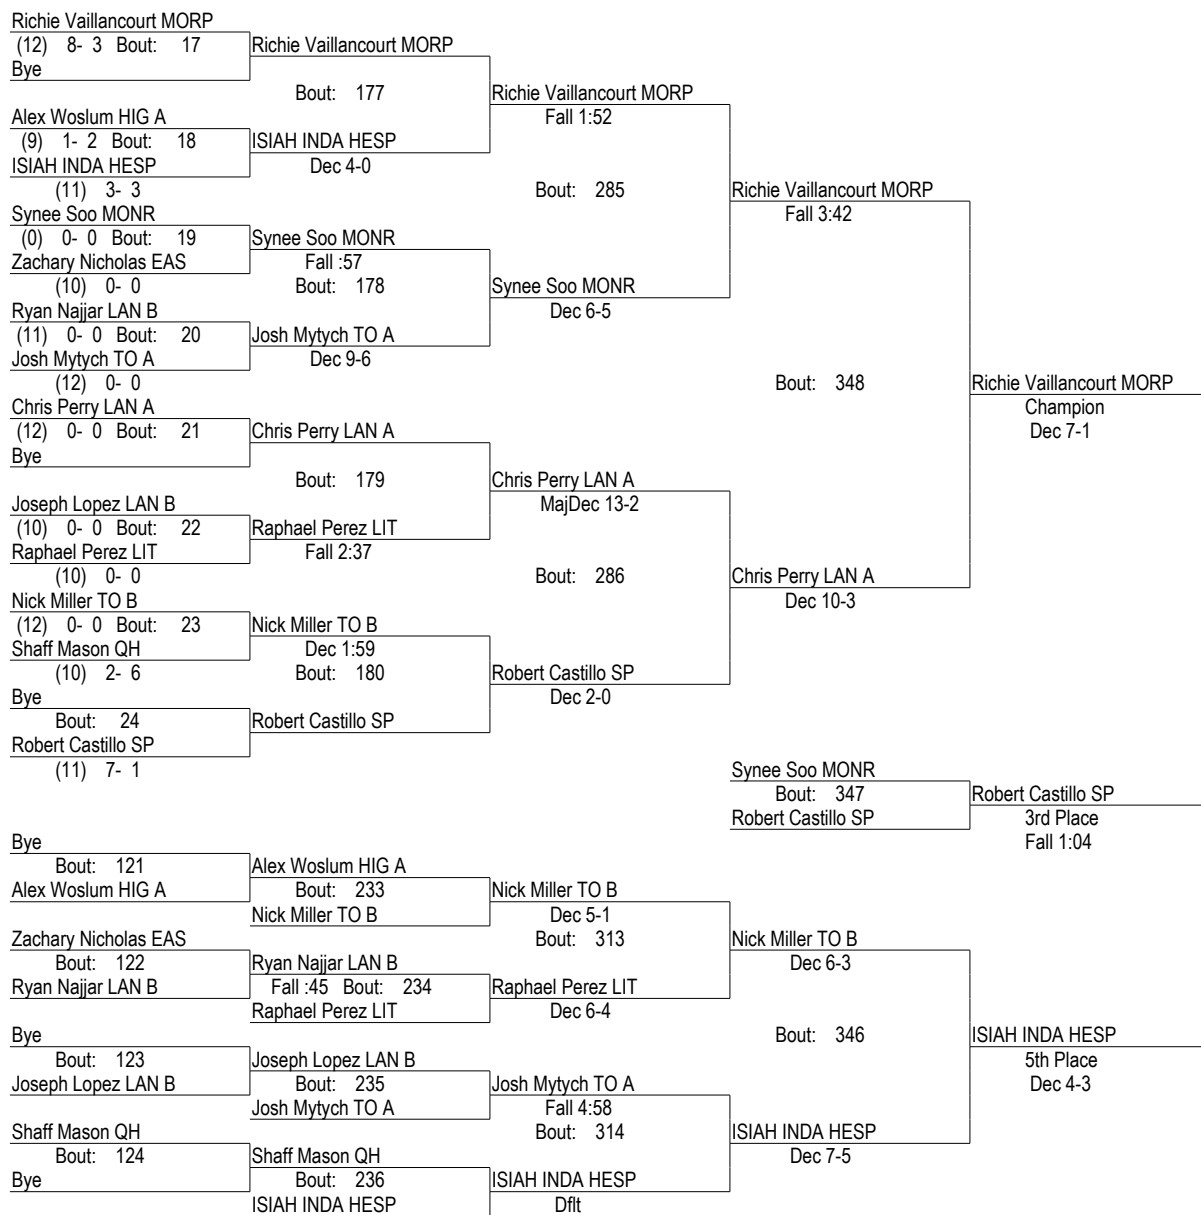 Richie Vaillancourt MORP
(12) 8- 3 Bout: 17 Richie Vaillancourt MORP
Bye
Bout: 177 Richie Vaillancourt MORP
Alex Woslum HIG A Fall 1:52
(9) 1- 2 Bout: 18 ISIAH INDA HESP
ISIAH INDA HESP Dec 4-0
(11) 3- 3 Bout: 285 Richie Vaillancourt MORP
Synee Soo MONR Fall 3:42
(0) 0- 0 Bout: 19 Synee Soo MONR
Zachary Nicholas EAS Fall :57
(10) 0- 0 Bout: 178 Synee Soo MONR
Ryan Najjar LAN B Dec 6-5
(11) 0- 0 Bout: 20 Josh Mytych TO A
Josh Mytych TO A Dec 9-6
(12) 0- 0 Bout: 348 Richie Vaillancourt MORP
Chris Perry LAN A Champion
(12) 0- 0 Bout: 21 Chris Perry LAN A Dec 7-1
Bye
Bout: 179 Chris Perry LAN A
Joseph Lopez LAN B MajDec 13-2
(10) 0- 0 Bout: 22 Raphael Perez LIT
Raphael Perez LIT Fall 2:37
(10) 0- 0 Bout: 286 Chris Perry LAN A
Nick Miller TO B Dec 10-3
(12) 0- 0 Bout: 23 Nick Miller TO B
Shaff Mason QH Dec 1:59
(10) 2- 6 Bout: 180 Robert Castillo SP
Bye Dec 2-0
Bout: 24 Robert Castillo SP
Robert Castillo SP
(11) 7- 1 Synee Soo MONR
Bout: 347 Robert Castillo SP
Robert Castillo SP 3rd Place
Bye Fall 1:04
Bout: 121 Alex Woslum HIG A
Alex Woslum HIG A Bout: 233 Nick Miller TO B
Nick Miller TO B Dec 5-1
Zachary Nicholas EAS Bout: 313 Nick Miller TO B
Bout: 122 Ryan Najjar LAN B Dec 6-3
Ryan Najjar LAN B Fall :45 Bout: 234 Raphael Perez LIT
Raphael Perez LIT Dec 6-4
Bye Bout: 346 ISIAH INDA HESP
Bout: 123 Joseph Lopez LAN B 5th Place
Joseph Lopez LAN B Bout: 235 Josh Mytych TO A Dec 4-3
Josh Mytych TO A Fall 4:58
Shaff Mason QH Bout: 314 ISIAH INDA HESP
Bout: 124 Shaff Mason QH Dec 7-5
Bye Bout: 236 ISIAH INDA HESP
ISIAH INDA HESP Dflt